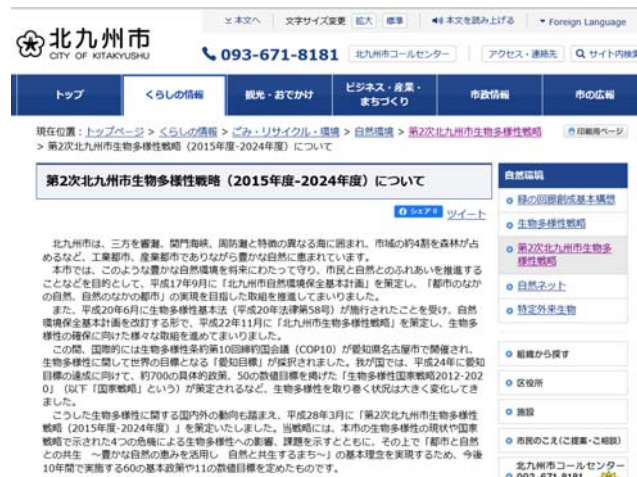 本文へ 文字サイズ変更 拡大 標準 本文を読み上げる Foreign Language
北九州市
CITY OF KITAKYUSHU
093-671-8181 北九州市コールセンター アクセス・連絡先 サイト内検索
トップ くらしの情報 観光・おでかけ ビジネス・産業・まちづくり 市政情報 市の広報
現在位置：トップページ > くらしの情報 > ごみ・リサイクル・環境 > 自然環境 > 第2次北九州市生物多様性戦略
> 第2次北九州市生物多様性戦略（2015年度-2024年度）について
印刷用ページ
第2次北九州市生物多様性戦略（2015年度-2024年度）について
シェア 0 ツイート
北九州市は、三方を響灘、関門海峡、周防灘と特徴の異なる海に囲まれ、市域の約4割を森林が占
めるなど、工業都市、産業都市でありながら豊かな自然に恵まれています。
本市では、このような豊かな自然環境を将来にわたって守り、市民と自然とのふれあいを推進する
ことなどを目的として、平成17年9月に「北九州市自然環境保全基本計画」を策定し、「都市のなか
の自然、自然のなかの都市」の実現を目指した取組を推進してまいりました。
また、平成20年6月に生物多様性基本法（平成20年法律第58号）が施行されたことを受け、自然
環境保全基本計画を改訂する形で、平成22年11月に「北九州市生物多様性戦略」を策定し、生物多
様性の確保に向けた様々な取組を進めてまいりました。
この間、国際的には生物多様性条約第10回締約国会議（COP10）が愛知県名古屋市で開催され、
生物多様性に関して世界の目標となる「愛知目標」が採択されました。我が国では、平成24年に愛知
目標の達成に向けて、約700の具体的政策、50の数値目標を掲げた「生物多様性国家戦略2012-202
0」（以下「国家戦略」という）が策定されるなど、生物多様性を取り巻く状況は大きく変化してき
ました。
こうした生物多様性に関する国内外の動向も踏まえ、平成28年3月に「第2次北九州市生物多様性
戦略（2015年度-2024年度）」を策定いたしました。当戦略には、本市の生物多様性の現状や国家
戦略で示された4つの危機による生物多様性への影響、課題を示すとともに、その上で「都市と自然
との共生 ～豊かな自然の恵みを活用し 自然と共生するまち～」の基本理念を実現するため、今後
10年間で実施する60の基本政策や11の数値目標を定めたものです。
自然環境
緑の回廊創成基本構想
生物多様性戦略
第2次北九州市生物多
様性戦略
自然ネット
特定外来生物
組織から探す
区役所
施設
市民のこえ(ご提案・ご相談)
北九州市コールセンター
093-671-8181